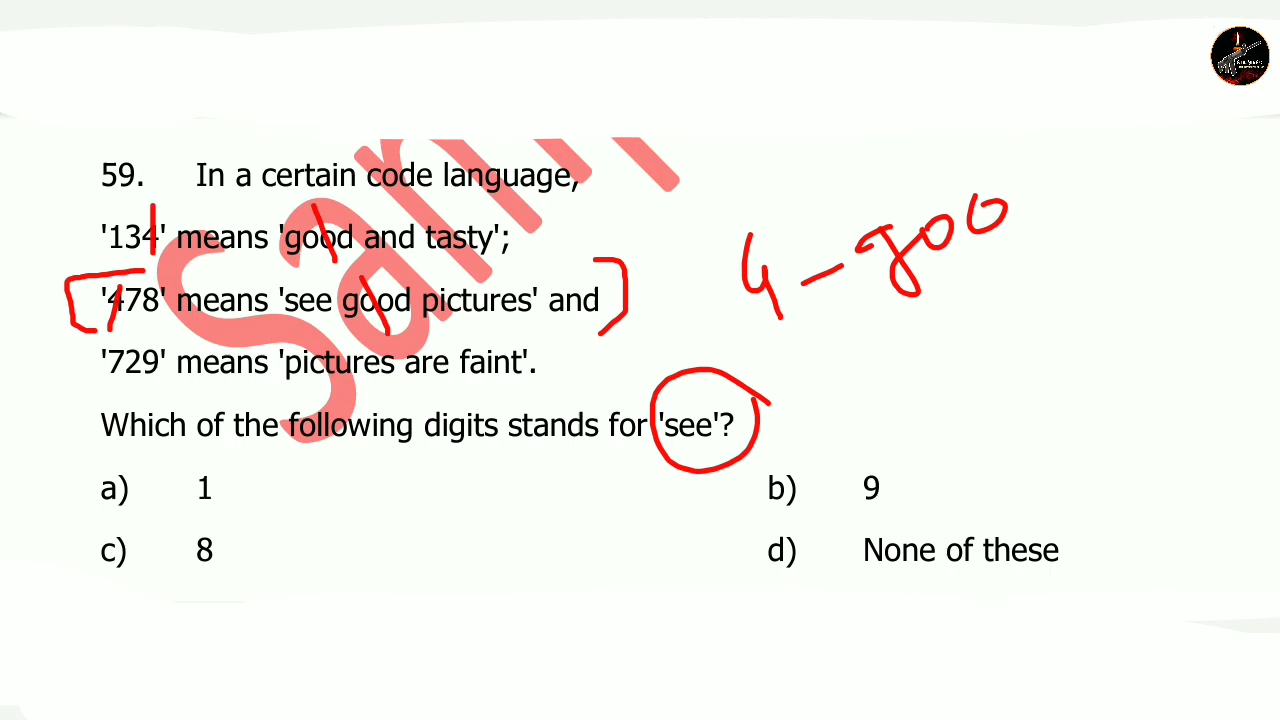 59. In a certain code language,
'134' means 'good and tasty';
'478' means 'see good pictures' and
'729' means 'pictures are faint'.
Which of the following digits stands for 'see'?
a) 1 b) 9
c) 8 d) None of these
4 - goo